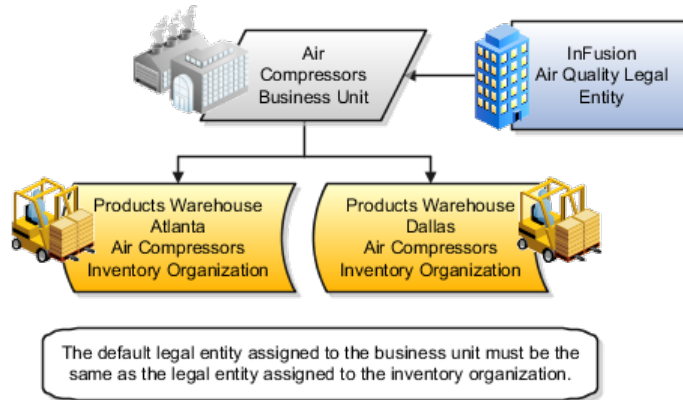 Air
Compressors
Business Unit
InFusion
Air Quality Legal
Entity
Products Warehouse
Atlanta
Air Compressors
Inventory Organization
Products Warehouse
Dallas
Air Compressors
Inventory Organization
The default legal entity assigned to the business unit must be the
same as the legal entity assigned to the inventory organization.